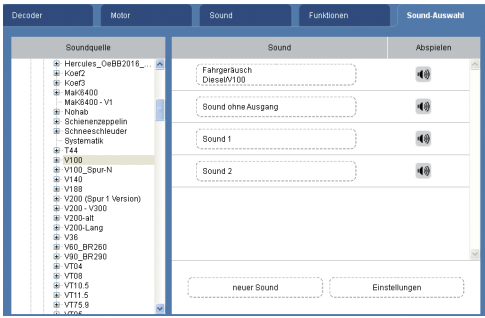 Decoder Motor Sound Funktionen Sound-Auswahl
Soundquelle
Hercules_OeBB2016_...
Koef2
Koef3
MaK6400
MaK6400 - V1
Nohab
Schienenzeppelin
Schneeschleuder
Systematik
T44
V100
V100_Spur-N
V140
V188
V200 (Spur 1 Version)
V200 - V300
V200-alt
V200-Lang
V36
V60_BR260
V90_BR290
VT04
VT08
VT10.5
VT11.5
VT75.9
Sound Abspielen
Fahrgeräusch
Diesel/V100
Sound ohne Ausgang
Sound 1
Sound 2
neuer Sound Einstellungen